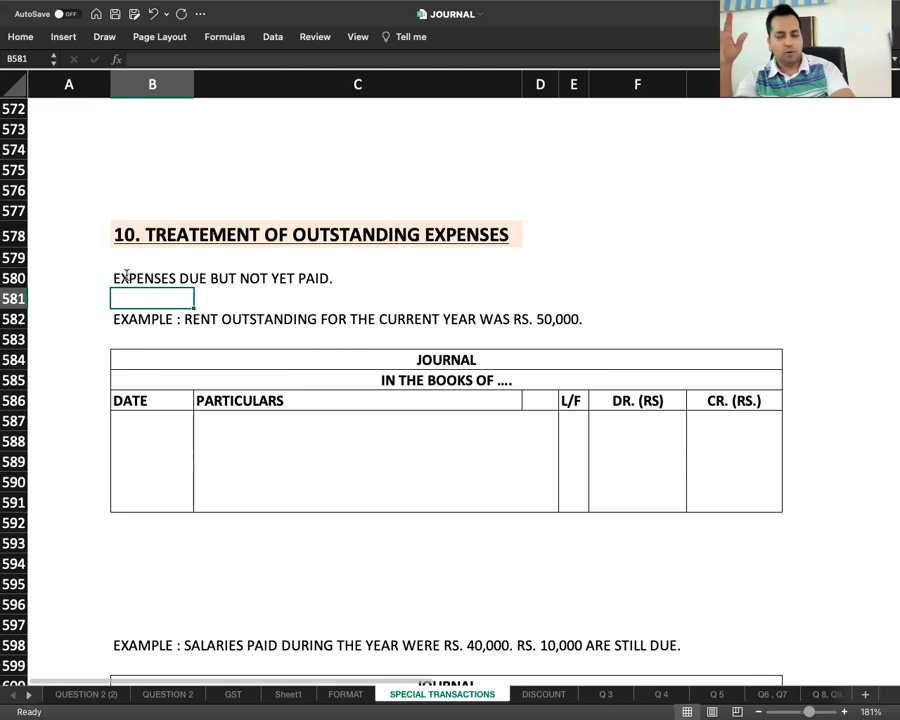 AutoSave OFF JOURNAL
Home Insert Draw Page Layout Formulas Data Review View Tell me
B581 fx
A B C D E F
572
573
574
575
576
577
578 10. TREATEMENT OF OUTSTANDING EXPENSES
579
580 EXPENSES DUE BUT NOT YET PAID.
581
582 EXAMPLE : RENT OUTSTANDING FOR THE CURRENT YEAR WAS RS. 50,000.
583
584 JOURNAL
585 IN THE BOOKS OF ....
586 DATE PARTICULARS L/F DR. (RS) CR. (RS.)
587
588
589
590
591
592
593
594
595
596
597
598 EXAMPLE : SALARIES PAID DURING THE YEAR WERE RS. 40,000. RS. 10,000 ARE STILL DUE.
599
600 JOURNAL
QUESTION 2 (2) QUESTION 2 GST Sheet1 FORMAT SPECIAL TRANSACTIONS DISCOUNT Q 3 Q 4 Q 5 Q6 , Q7 Q 8, Q9,
Ready 181%